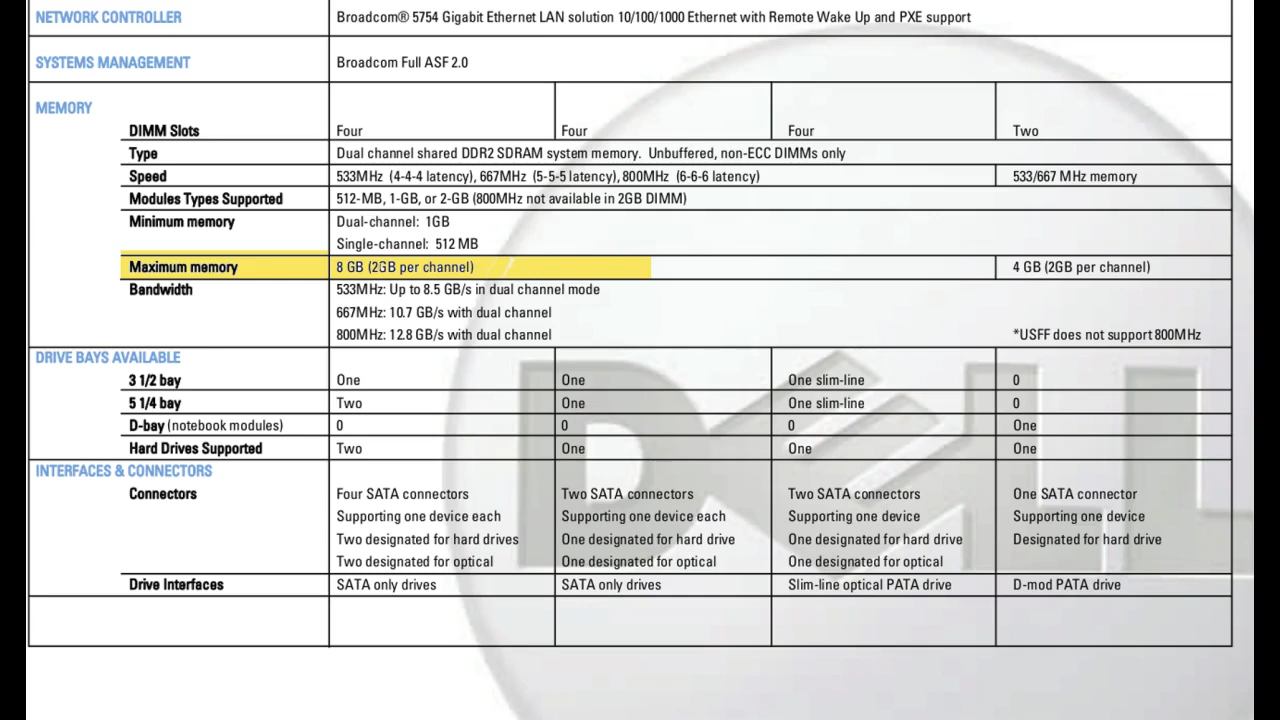 NETWORK CONTROLLER Broadcom® 5754 Gigabit Ethernet LAN solution 10/100/1000 Ethernet with Remote Wake Up and PXE support
SYSTEMS MANAGEMENT Broadcom Full ASF 2.0
MEMORY
DIMM Slots Four Four Four Two
Type Dual channel shared DDR2 SDRAM system memory. Unbuffered, non-ECC DIMMs only
Speed 533MHz (4-4-4 latency), 667MHz (5-5-5 latency), 800MHz (6-6-6 latency) 533/667 MHz memory
Modules Types Supported 512-MB, 1-GB, or 2-GB (800MHz not available in 2GB DIMM)
Minimum memory Dual-channel: 1GB
Single-channel: 512 MB
Maximum memory 8 GB (2GB per channel) 4 GB (2GB per channel)
Bandwidth 533MHz: Up to 8.5 GB/s in dual channel mode
667MHz: 10.7 GB/s with dual channel
800MHz: 12.8 GB/s with dual channel *USFF does not support 800MHz
DRIVE BAYS AVAILABLE
3 1/2 bay One One One slim-line 0
5 1/4 bay Two One One slim-line 0
D-bay (notebook modules) 0 0 0 One
Hard Drives Supported Two One One One
INTERFACES & CONNECTORS
Connectors Four SATA connectors Two SATA connectors Two SATA connectors One SATA connector
Supporting one device each Supporting one device each Supporting one device Supporting one device
Two designated for hard drives One designated for hard drive One designated for hard drive Designated for hard drive
Two designated for optical One designated for optical One designated for optical
Drive Interfaces SATA only drives SATA only drives Slim-line optical PATA drive D-mod PATA drive
DELL